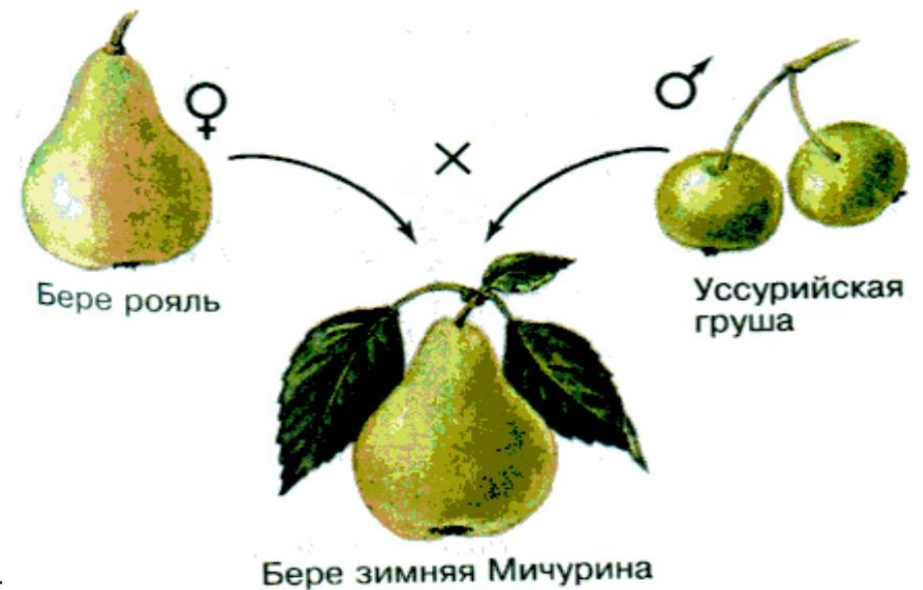 ♀
×
♂
Бере рояль
Уссурийская
груша
Бере зимняя Мичурина